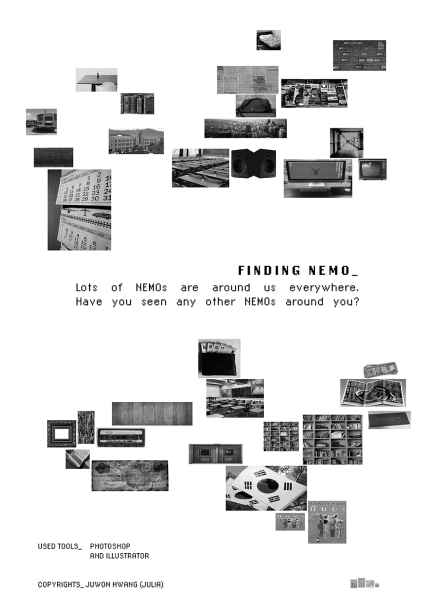 FINDING NEMO_
Lots of NEMOs are around us everywhere.
Have you seen any other NEMOs around you?
USED TOOLS_ PHOTOSHOP
AND ILLUSTRATOR
COPYRIGHTS_ JUWON HWANG (JULIA)